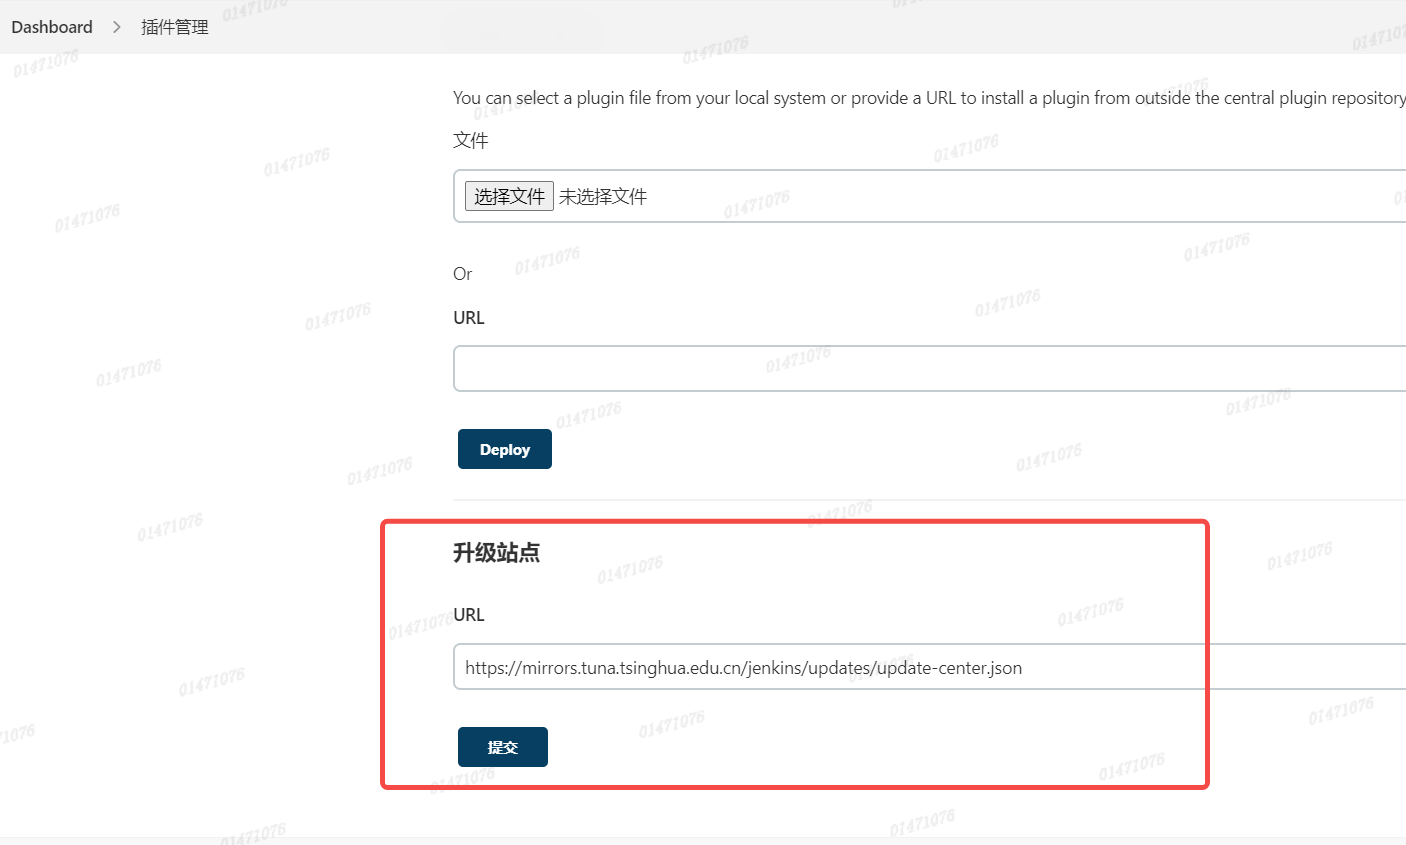 Dashboard > 插件管理
You can select a plugin file from your local system or provide a URL to install a plugin from outside the central plugin repository
文件
选择文件 未选择文件
Or
URL
Deploy
升级站点
URL
https://mirrors.tuna.tsinghua.edu.cn/jenkins/updates/update-center.json
提交
01471076